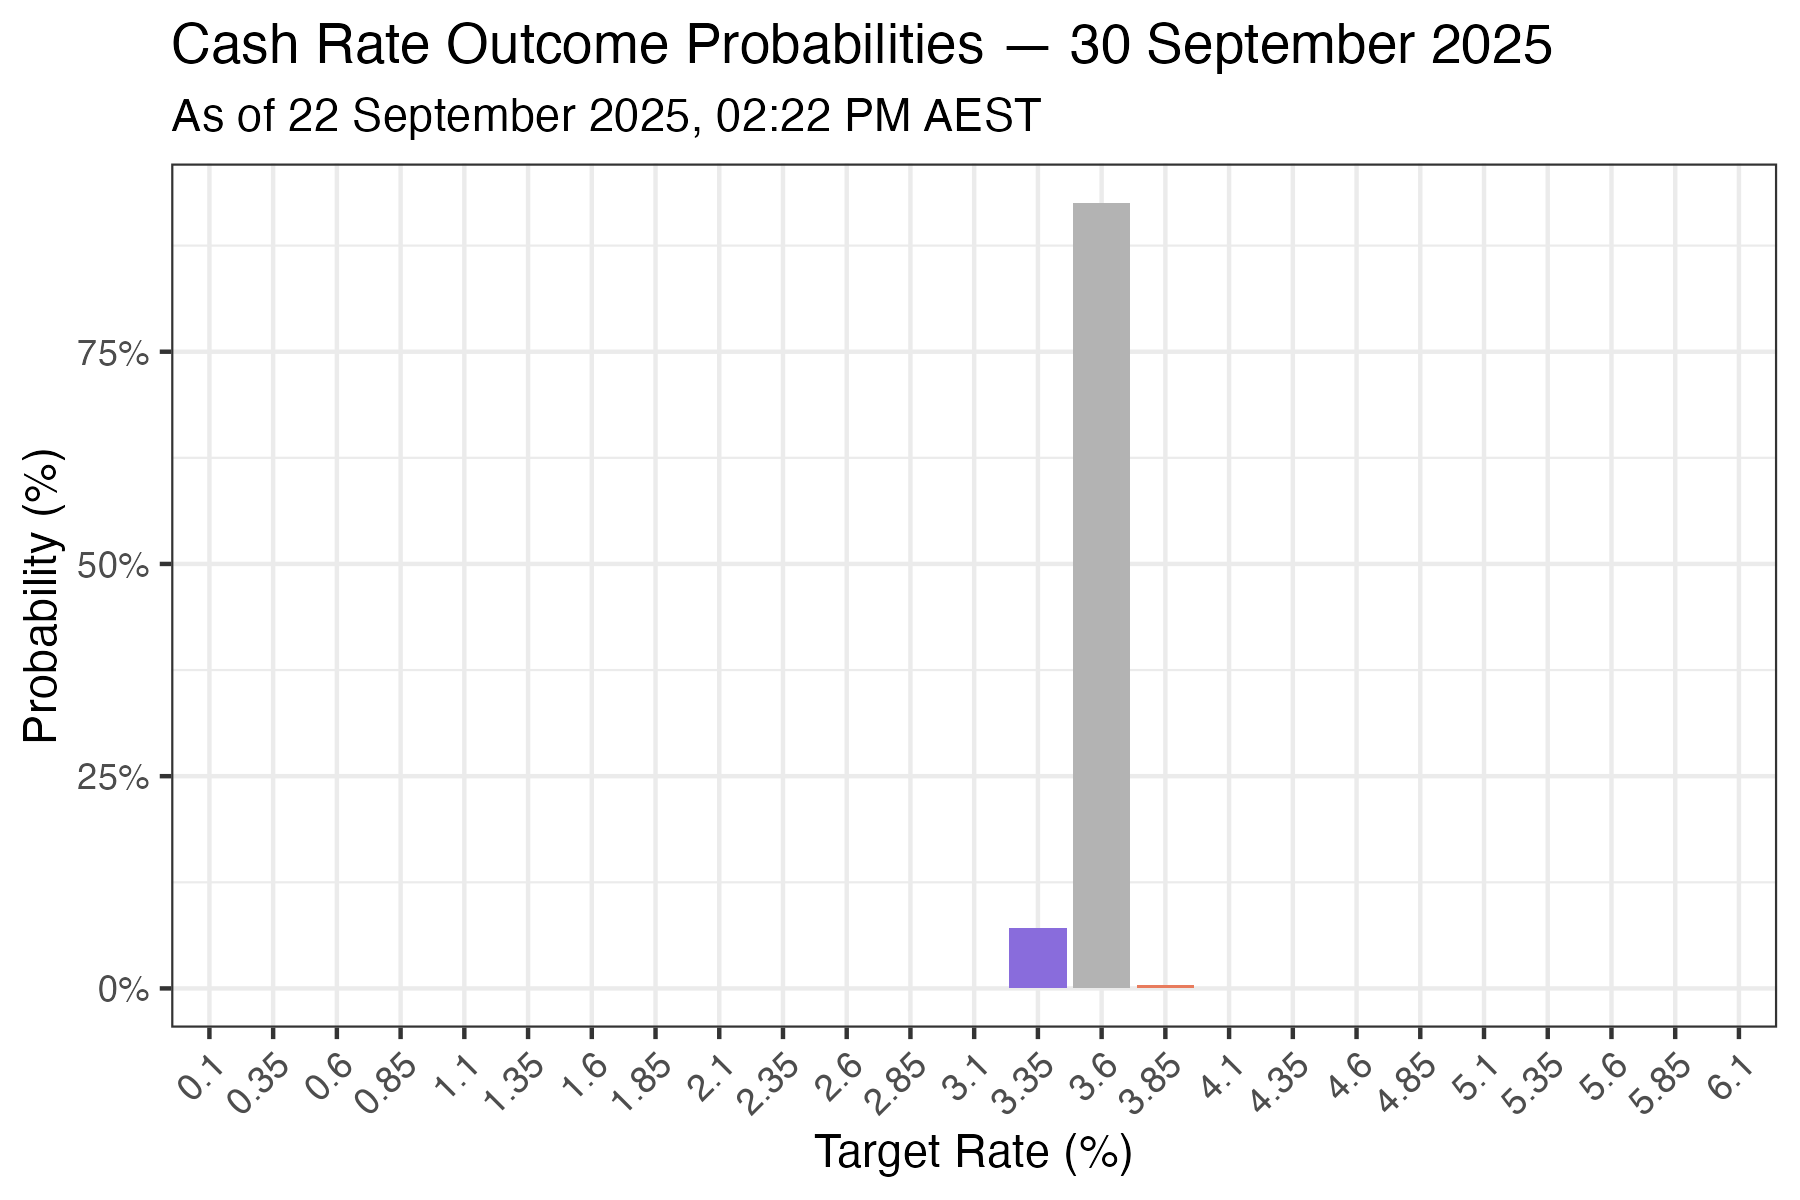 Cash Rate Outcome Probabilities — 30 September 2025
As of 22 September 2025, 02:22 PM AEST
Probability (%)
75%
50%
25%
0%
0.1 0.35 0.6 0.85 1.1 1.35 1.6 1.85 2.1 2.35 2.6 2.85 3.1 3.35 3.6 3.85 4.1 4.35 4.6 4.85 5.1 5.35 5.6 5.85 6.1
Target Rate (%)